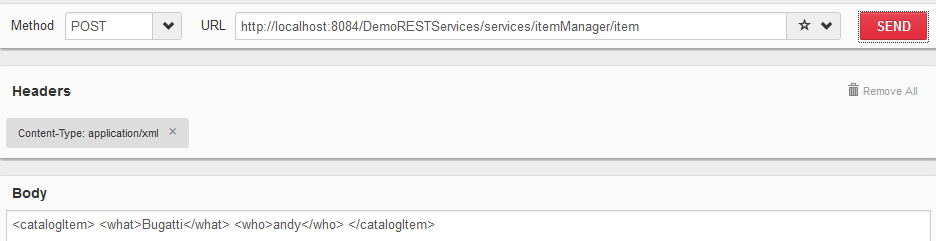 Method POST URL http://localhost:8084/DemoRESTServices/services/itemManager/item SEND
Headers Remove All
Content-Type: application/xml ×
Body
<catalogItem> <what>Bugatti</what> <who>andy</who> </catalogItem>